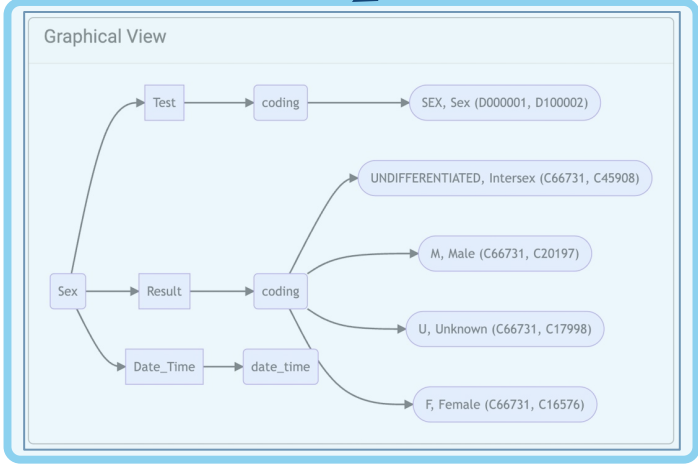 Graphical View
Test
coding
SEX, Sex (D000001, D100002)
UNDIFFERENTIATED, Intersex (C66731, C45908)
M, Male (C66731, C20197)
Sex
Result
coding
U, Unknown (C66731, C17998)
Date_Time
date_time
F, Female (C66731, C16576)